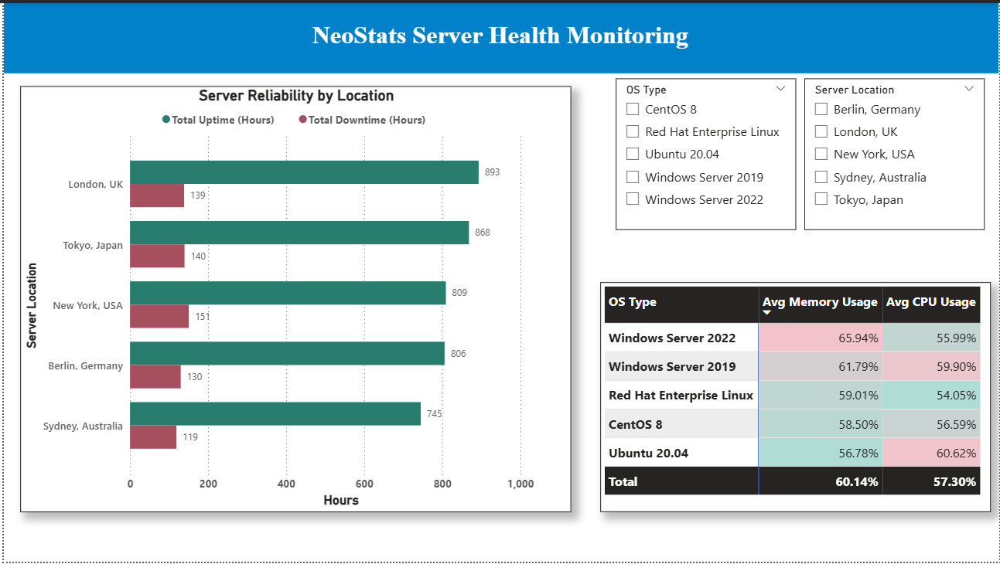 NeoStats Server Health Monitoring
Server Reliability by Location
Total Uptime (Hours) Total Downtime (Hours)
Server Location
London, UK 893
139
Tokyo, Japan 868
140
New York, USA 809
151
Berlin, Germany 806
130
Sydney, Australia 745
119
0 200 400 600 800 1,000
Hours
OS Type
CentOS 8
Red Hat Enterprise Linux
Ubuntu 20.04
Windows Server 2019
Windows Server 2022
Server Location
Berlin, Germany
London, UK
New York, USA
Sydney, Australia
Tokyo, Japan
OS Type Avg Memory Usage Avg CPU Usage
Windows Server 2022 65.94% 55.99%
Windows Server 2019 61.79% 59.90%
Red Hat Enterprise Linux 59.01% 54.05%
CentOS 8 58.50% 56.59%
Ubuntu 20.04 56.78% 60.62%
Total 60.14% 57.30%